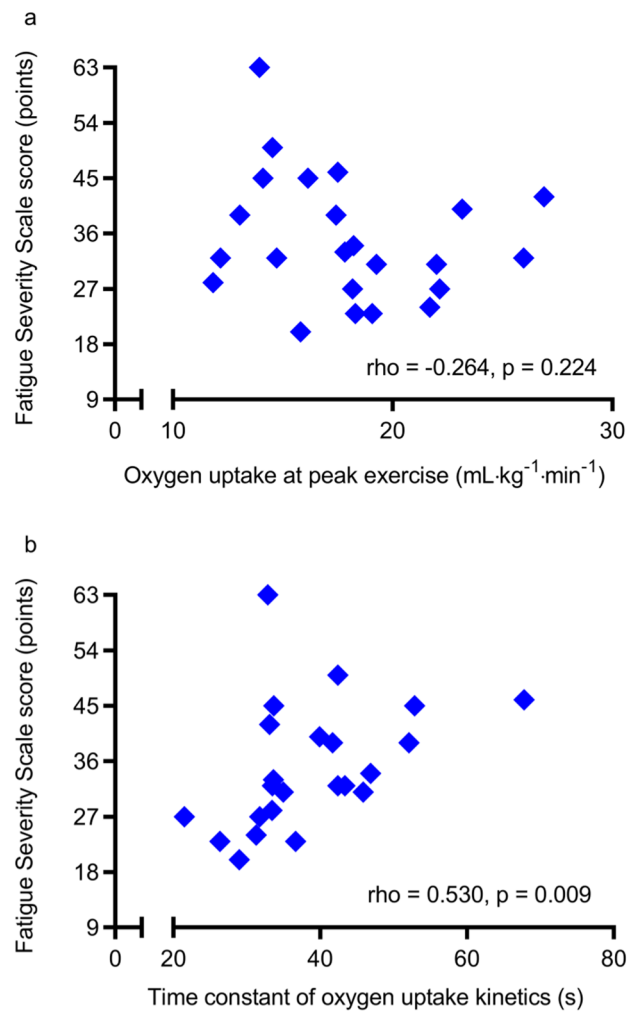 a
Fatigue Severity Scale score (points)
63
54
45
36
27
18
9
rho = -0.264, p = 0.224
0 10 20 30
Oxygen uptake at peak exercise (mL·kg⁻¹·min⁻¹)
b
Fatigue Severity Scale score (points)
63
54
45
36
27
18
9
rho = 0.530, p = 0.009
0 20 40 60 80
Time constant of oxygen uptake kinetics (s)